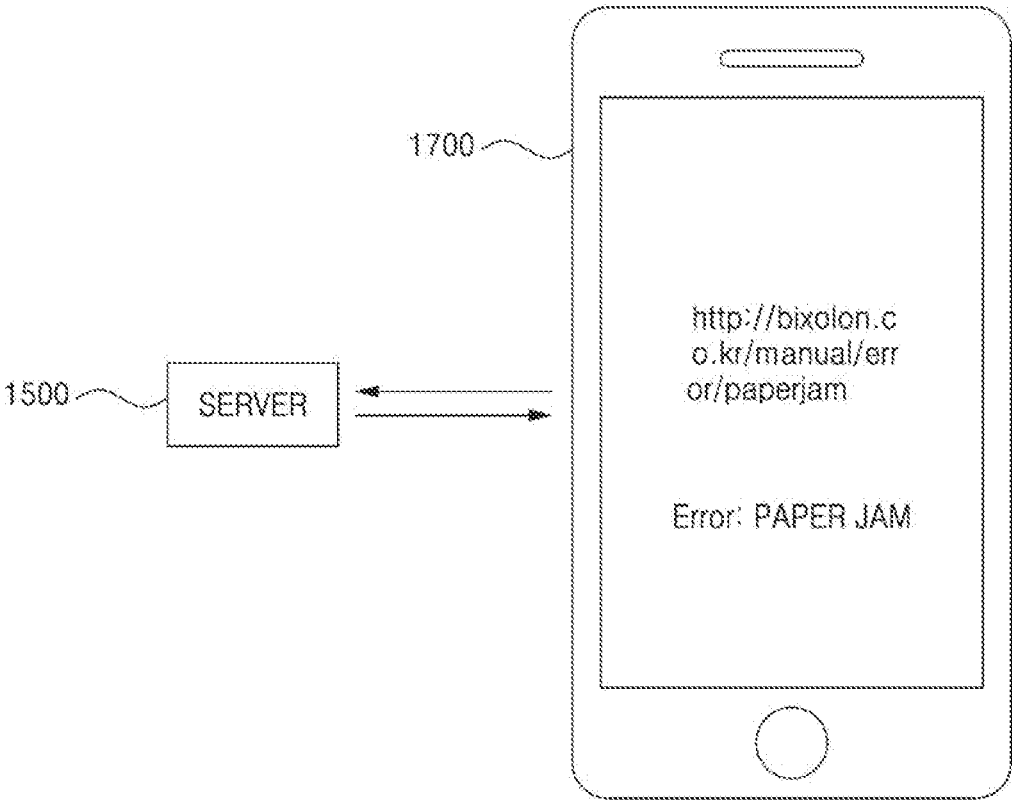 1700
http://bixolon.c
o.kr/manual/err
or/paperjam
1500
SERVER
Error: PAPER JAM